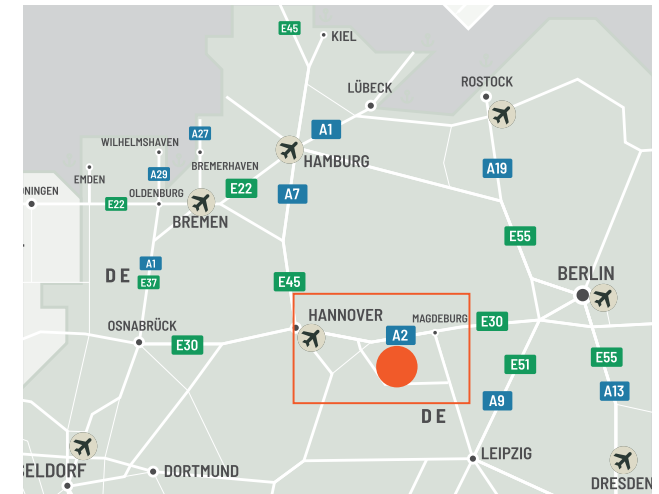 E45
KIEL
LÜBECK
ROSTOCK
A27
A1
WILHELMSHAVEN
HAMBURG
BREMERHAVEN
A29
EMDEN
A19
NINGEN
OLDENBURG
E22
A7
E22
BREMEN
E55
A1
DE
E37
E45
BERLIN
HANNOVER
MAGDEBURG
E30
OSNABRÜCK
A2
E30
E51
E55
A13
A9
DE
LEIPZIG
SELDORF
DORTMUND
DRESDEN